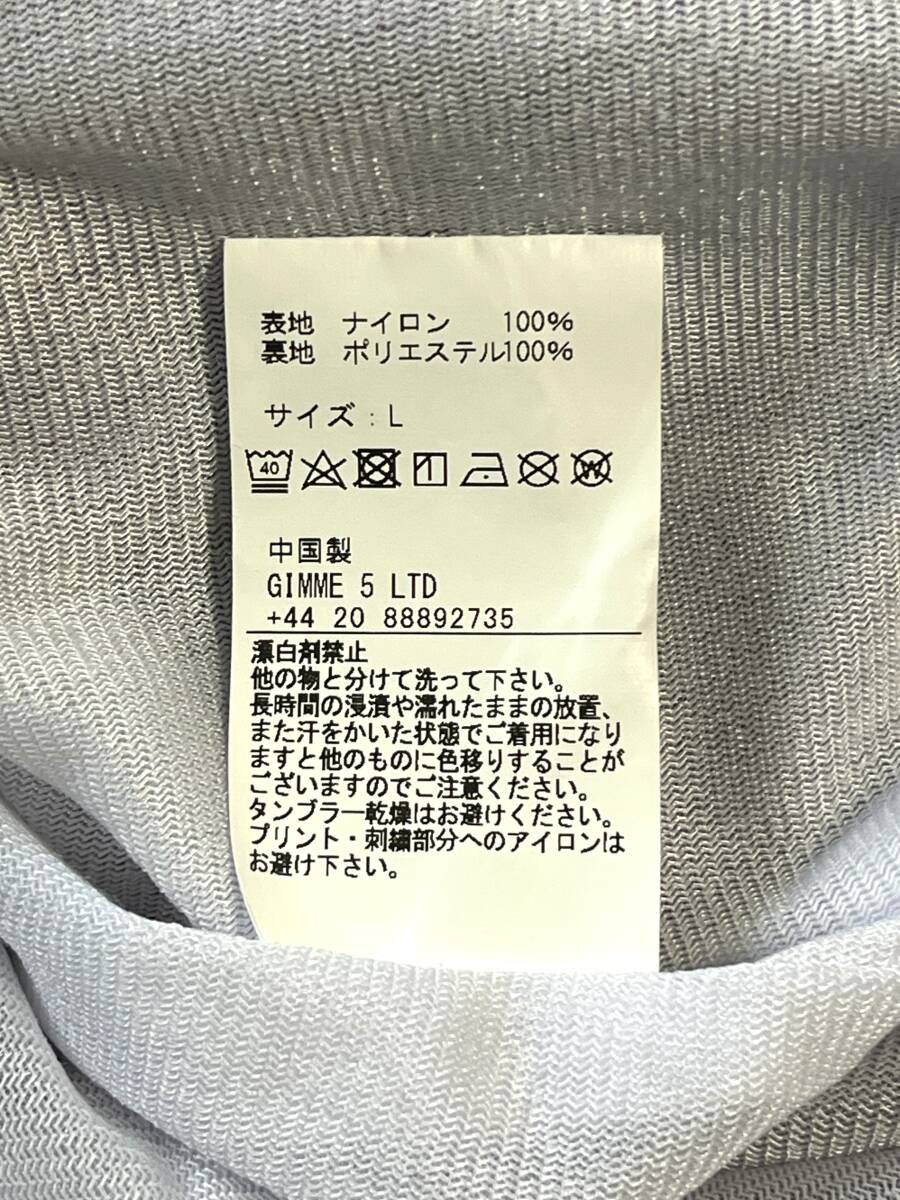 表地 ナイロン 100%
裏地 ポリエステル100%
サイズ:L
40
W
中国製
GIMME 5 LTD
+44 20 88892735
漂白剤禁止
他の物と分けて洗って下さい。
長時間の浸漬や濡れたままの放置、
また汗をかいた状態でご着用になり
ますと他のものに色移りすることが
ございますのでご注意ください。
タンブラー乾燥はお避けください。
プリント・刺繍部分へのアイロンは
お避け下さい。